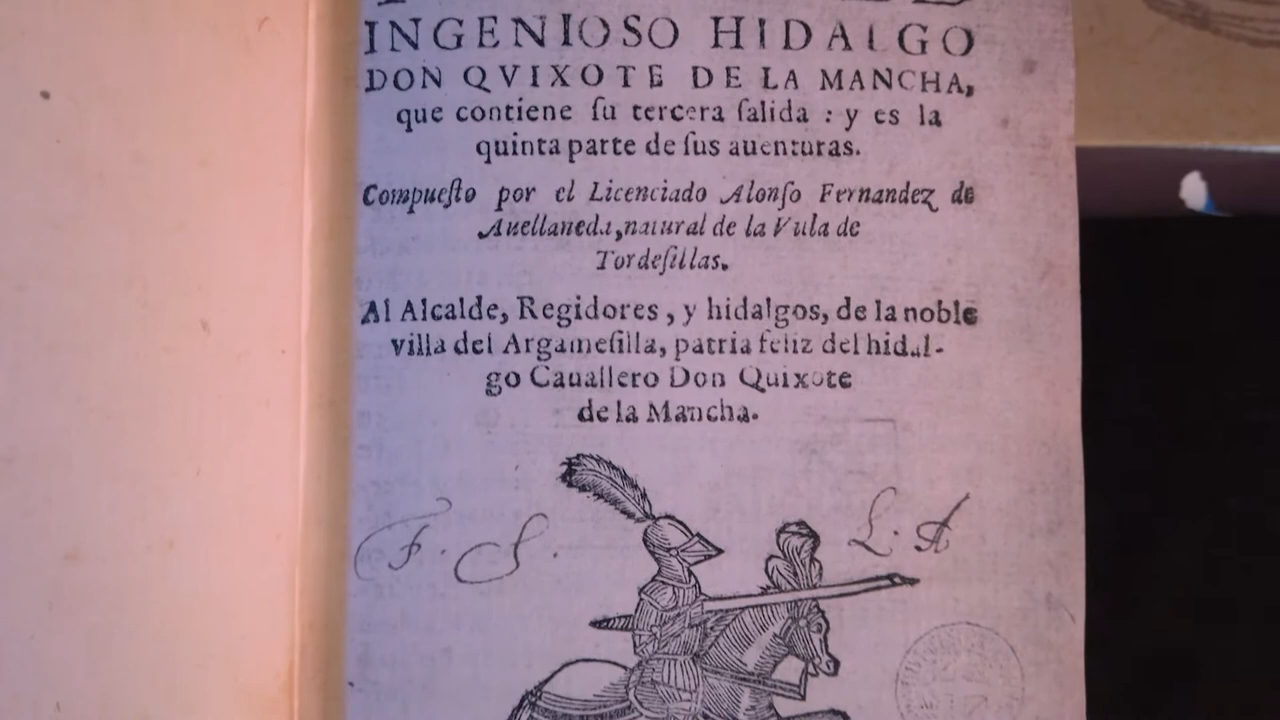 INGENIOSO HIDALGO
DON QVIXOTE DE LA MANCHA,
que contiene ſu tercera ſalida : y es la
quinta parte de ſus auenturas.
Compueſto por el Licenciado Alonſo Fernandez de
Auellaneda, natural de la Villa de
Tordeſillas.
Al Alcalde, Regidores, y hidalgos, de la noble
villa del Argameſilla, patria feliz del hidal-
go Cauallero Don Quixote
de la Mancha.
F. S. L. A